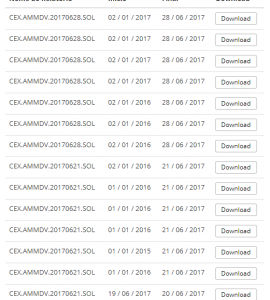 CEX.AMMDV.20170628.SOL 02 / 01 / 2017 28 / 06 / 2017 Download
CEX.AMMDV.20170628.SOL 02 / 01 / 2017 28 / 06 / 2017 Download
CEX.AMMDV.20170628.SOL 02 / 01 / 2017 28 / 06 / 2017 Download
CEX.AMMDV.20170628.SOL 02 / 01 / 2017 28 / 06 / 2017 Download
CEX.AMMDV.20170628.SOL 02 / 01 / 2016 28 / 06 / 2017 Download
CEX.AMMDV.20170628.SOL 02 / 01 / 2016 28 / 06 / 2017 Download
CEX.AMMDV.20170628.SOL 02 / 01 / 2016 28 / 06 / 2017 Download
CEX.AMMDV.20170621.SOL 02 / 01 / 2016 21 / 06 / 2017 Download
CEX.AMMDV.20170621.SOL 01 / 01 / 2016 21 / 06 / 2017 Download
CEX.AMMDV.20170621.SOL 01 / 01 / 2016 21 / 06 / 2017 Download
CEX.AMMDV.20170621.SOL 01 / 01 / 2016 21 / 06 / 2017 Download
CEX.AMMDV.20170621.SOL 01 / 01 / 2015 21 / 06 / 2017 Download
CEX.AMMDV.20170621.SOL 01 / 01 / 2016 21 / 06 / 2017 Download
CEX.AMMDV.20170621.SOL 19 / 06 / 2017 20 / 06 / 2017 Download